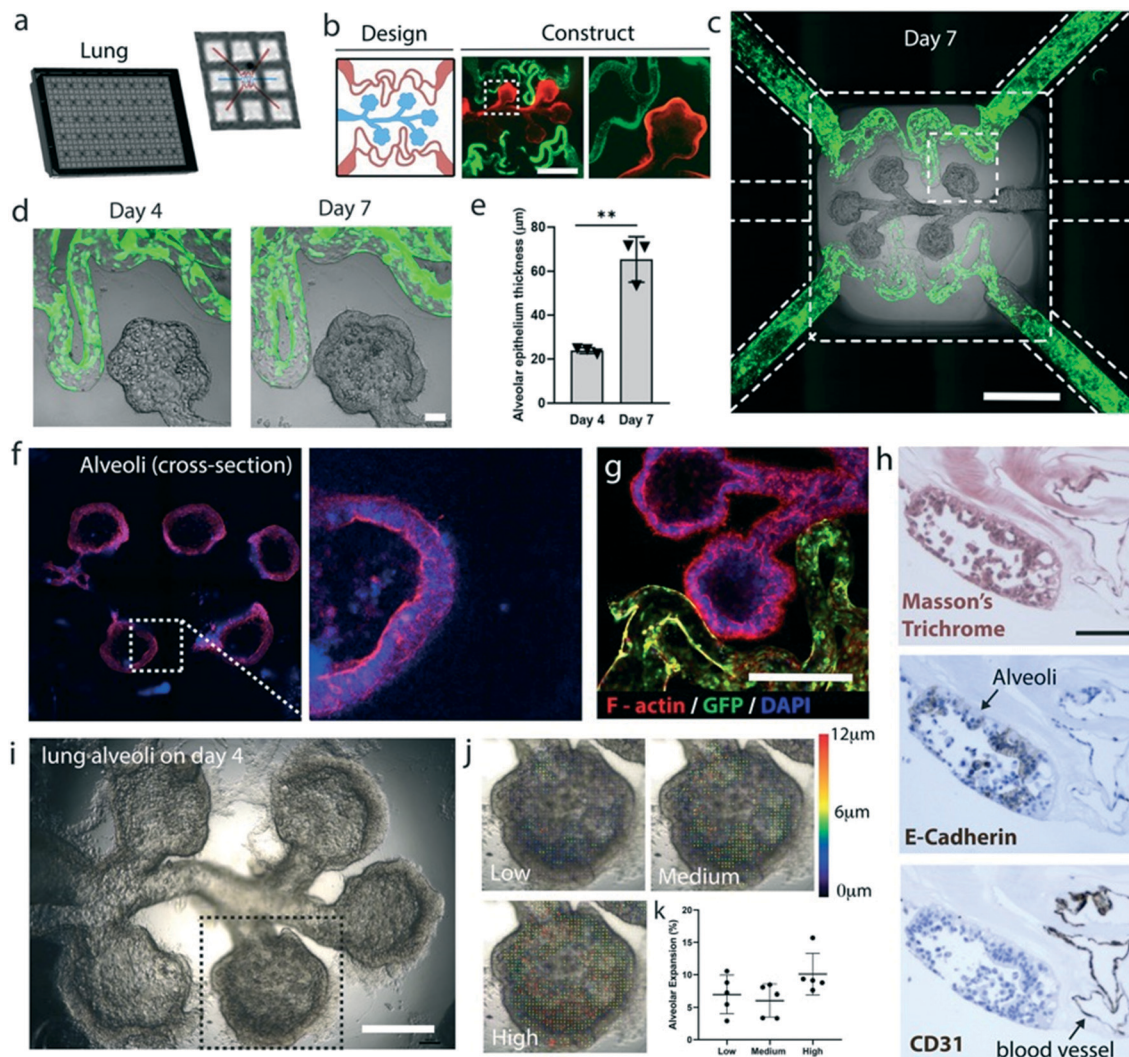 a
Lung
b
Design
Construct
c
Day 7
d
Day 4
Day 7
e
**
Alveolar epithelium thickness (μm)
80
60
40
20
0
Day 4
Day 7
f
Alveoli (cross-section)
g
F - actin / GFP / DAPI
h
Masson's
Trichrome
Alveoli
E-Cadherin
CD31
blood vessel
i
lung alveoli on day 4
j
Low
Medium
High
12μm
6μm
0μm
k
Alveolar Expansion (%)
20
15
10
5
0
Low
Medium
High